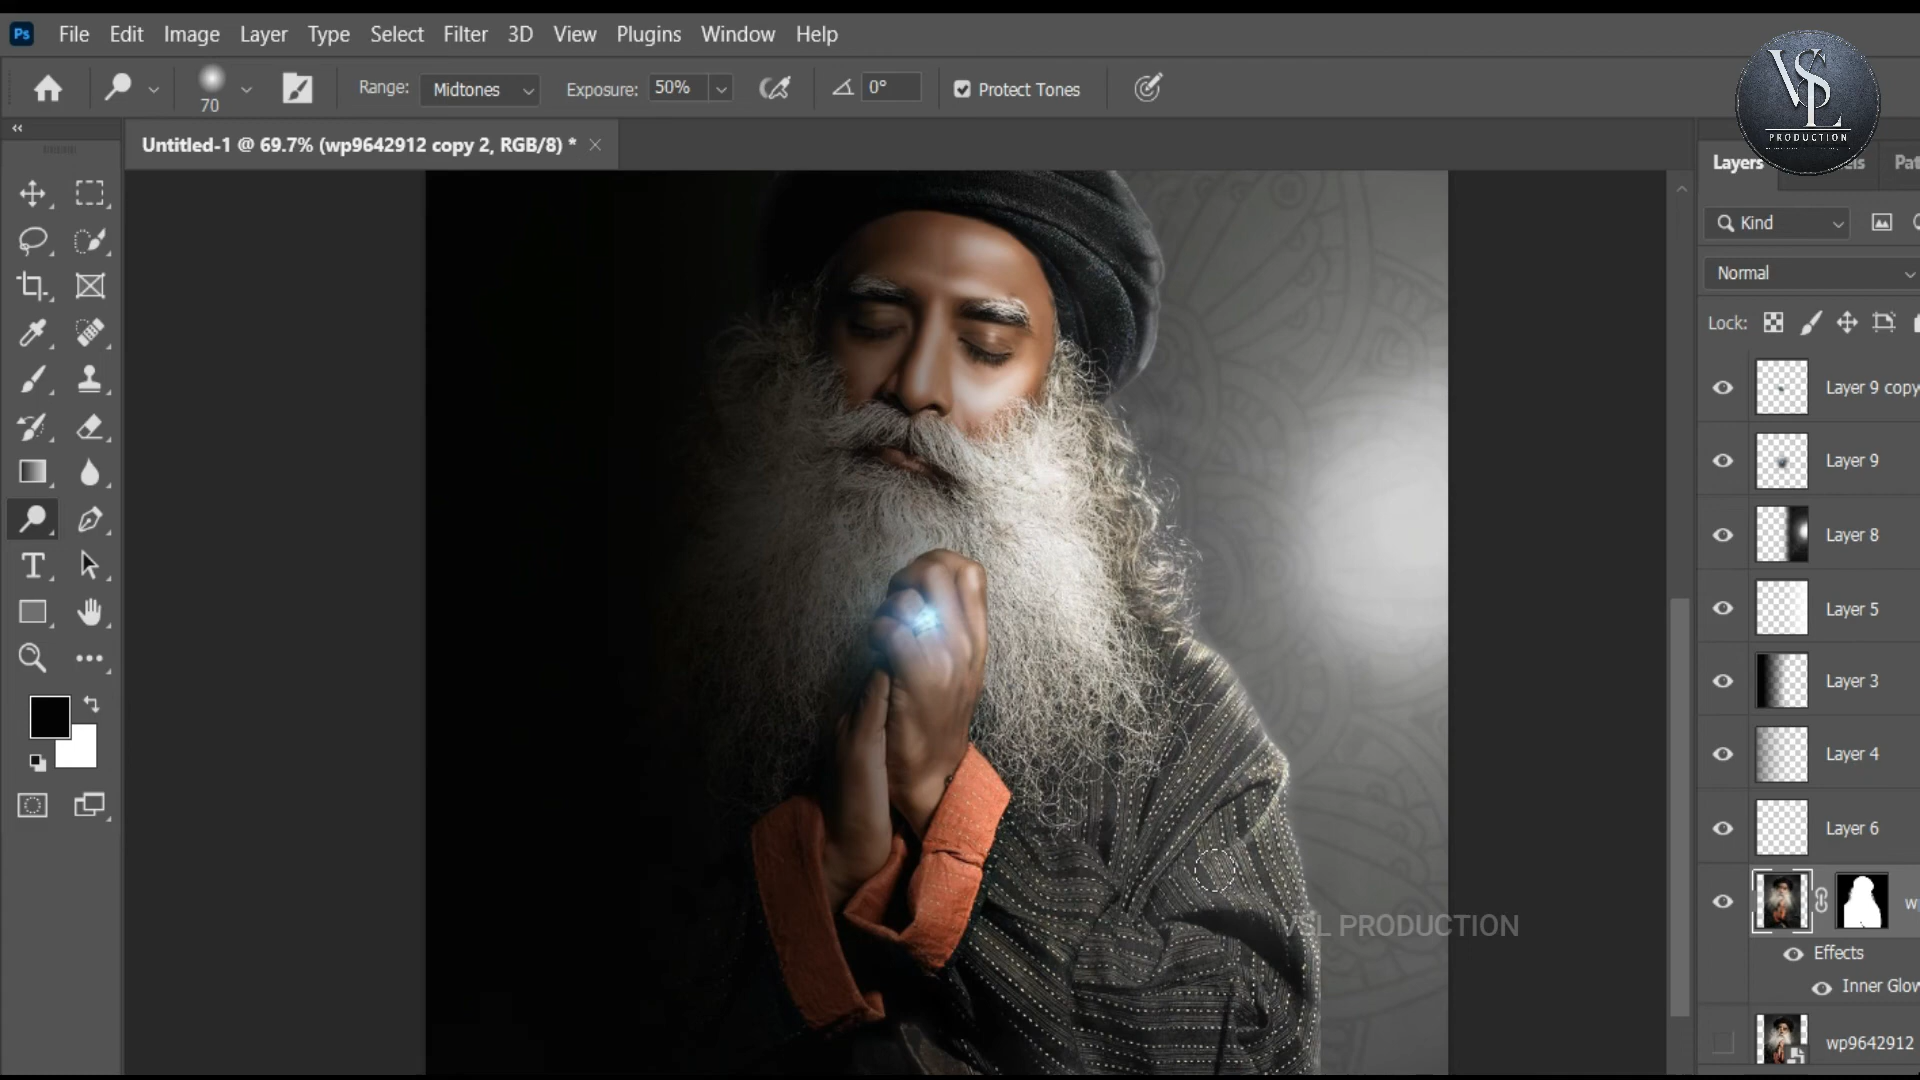 Ps File Edit Image Layer Type Select Filter 3D View Plugins Window Help
70 Range: Midtones Exposure: 50% 0° Protect Tones
VSL
PRODUCTION
Untitled-1 @ 69.7% (wp9642912 copy 2, RGB/8) *
Layers
Kind
Normal
Lock:
Layer 9 copy
Layer 9
Layer 8
Layer 5
Layer 3
Layer 4
Layer 6
w
Effects
Inner Glow
wp9642912
VSL PRODUCTION